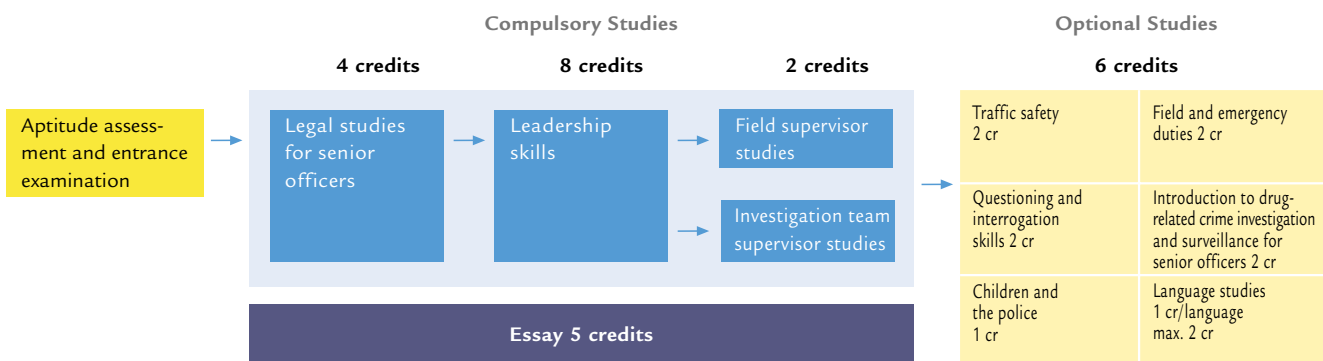 Compulsory Studies
Optional Studies
4 credits
8 credits
2 credits
6 credits
Aptitude assess-
ment and entrance
examination
Legal studies
for senior
officers
Leadership
skills
Field supervisor
studies
Investigation team
supervisor studies
Essay 5 credits
Traffic safety
2 cr
Field and emergency
duties 2 cr
Questioning and
interrogation
skills 2 cr
Introduction to drug-
related crime investigation
and surveillance for
senior officers 2 cr
Children and
the police
1 cr
Language studies
1 cr/language
max. 2 cr